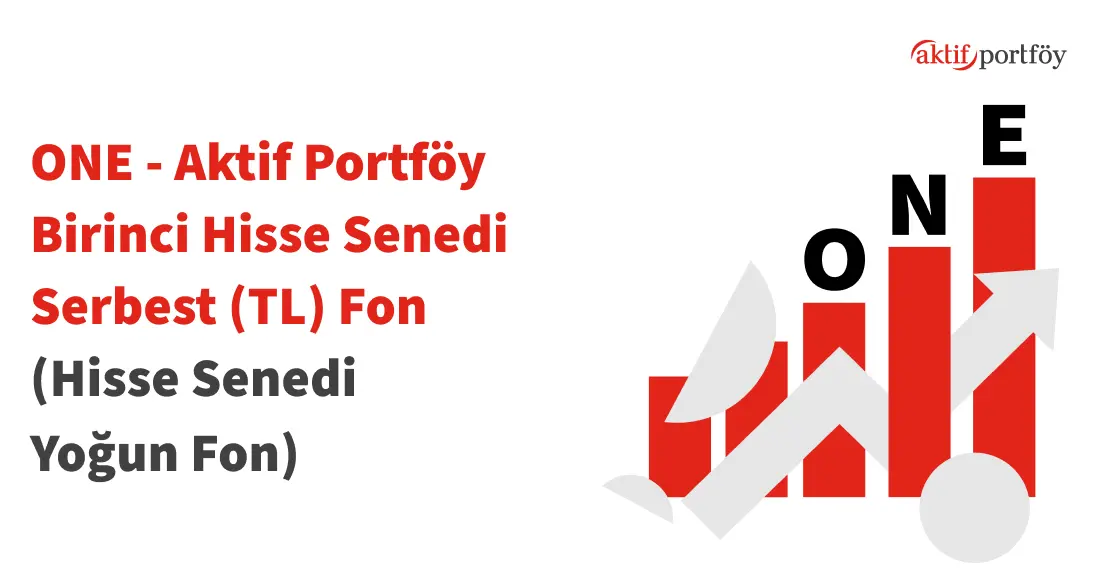 aktif portföy
ONE - Aktif Portföy
Birinci Hisse Senedi
Serbest (TL) Fon
(Hisse Senedi
Yoğun Fon)
O N E